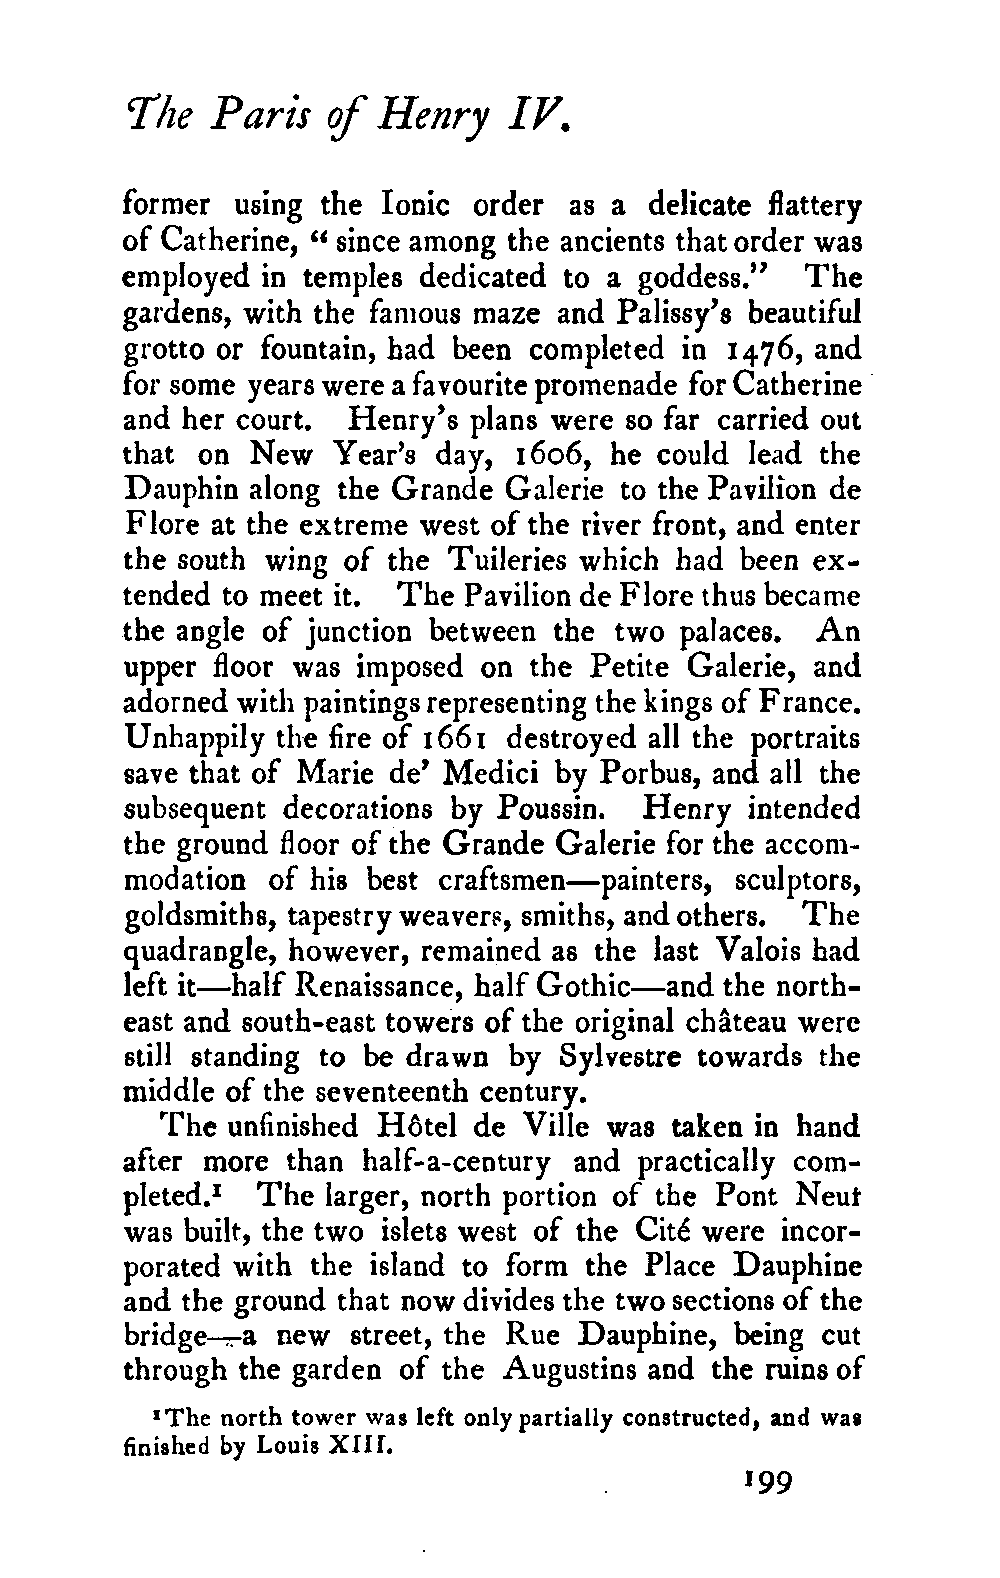 The Paris of Henry IV.
former using the Ionic order as a delicate flattery
of Catherine, “ since among the ancients that order was
employed in temples dedicated to a goddess.” The
gardens, with the famous maze and Palissy’s beautiful
grotto or fountain, had been completed in 1476, and
for some years were a favourite promenade for Catherine
and her court. Henry’s plans were so far carried out
that on New Year’s day, 1606, he could lead the
Dauphin along the Grande Galerie to the Pavilion de
Flore at the extreme west of the river front, and enter
the south wing of the Tuileries which had been ex-
tended to meet it. The Pavilion de Flore thus became
the angle of junction between the two palaces. An
upper floor was imposed on the Petite Galerie, and
adorned with paintings representing the kings of France.
Unhappily the fire of 1661 destroyed all the portraits
save that of Marie de’ Medici by Porbus, and all the
subsequent decorations by Poussin. Henry intended
the ground floor of the Grande Galerie for the accom-
modation of his best craftsmen—painters, sculptors,
goldsmiths, tapestry weavers, smiths, and others. The
quadrangle, however, remained as the last Valois had
left it—half Renaissance, half Gothic—and the north-
east and south-east towers of the original château were
still standing to be drawn by Sylvestre towards the
middle of the seventeenth century.
The unfinished Hôtel de Ville was taken in hand
after more than half-a-century and practically com-
pleted.¹ The larger, north portion of the Pont Neuf
was built, the two islets west of the Cité were incor-
porated with the island to form the Place Dauphine
and the ground that now divides the two sections of the
bridge—a new street, the Rue Dauphine, being cut
through the garden of the Augustins and the ruins of
¹ The north tower was left only partially constructed, and was
finished by Louis XIII.
199